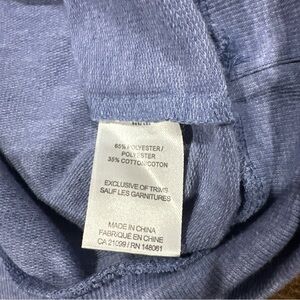 65% POLYESTER/
POLYESTER
35% COTTON/COTON
EXCLUSIVE OF TRIMS
SAUF LES GARNITURES
MADE IN CHINA
FABRIQUÉ EN CHINE
CA 21099 / RN 148061